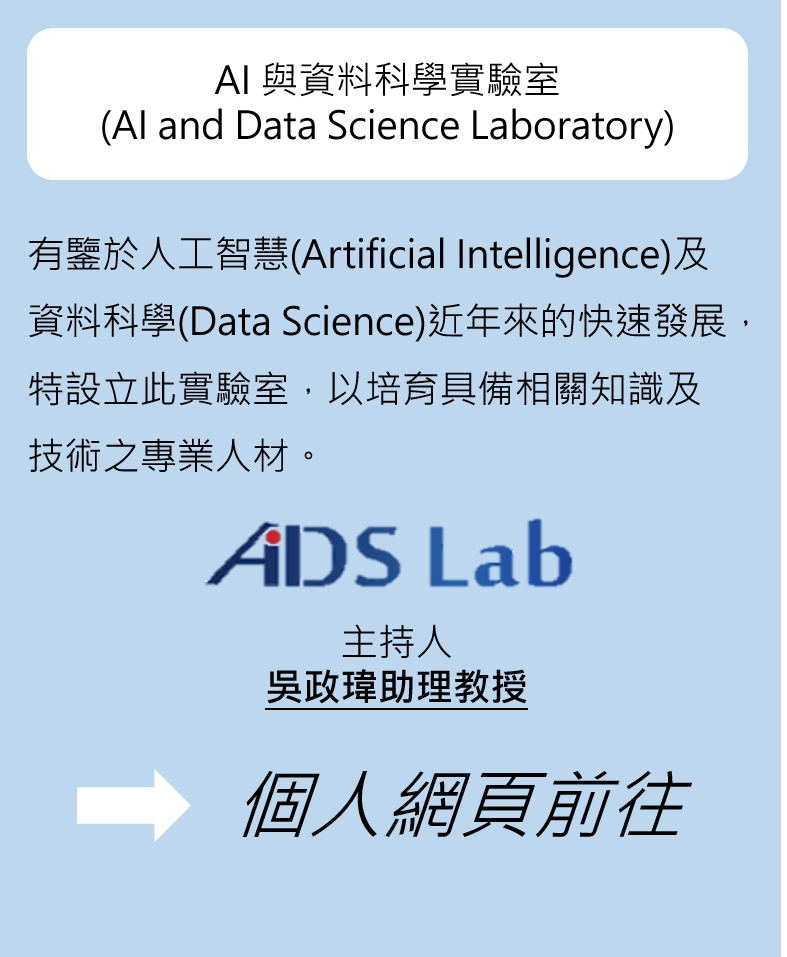 AI 與資料科學實驗室
(AI and Data Science Laboratory)
有鑒於人工智慧(Artificial Intelligence)及
資料科學(Data Science)近年來的快速發展，
特設立此實驗室，以培育具備相關知識及
技術之專業人材。
AiDS Lab
主持人
吳政瑋助理教授
個人網頁前往